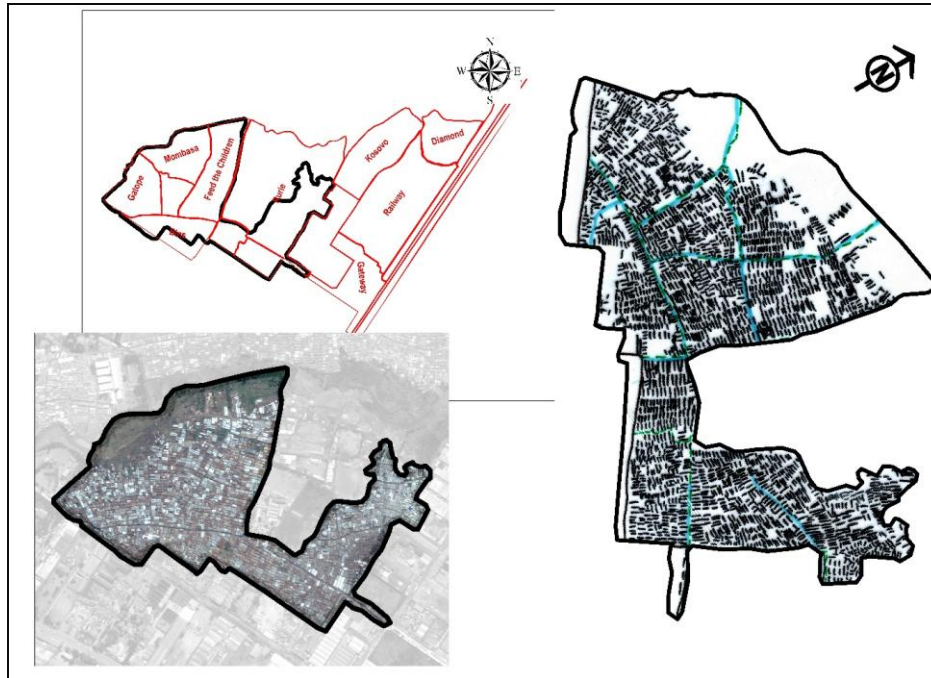 N
W E
S
Diamond
Kosovo
Mombasa
Feed the Children
Gatope
Railway
Gateway
N